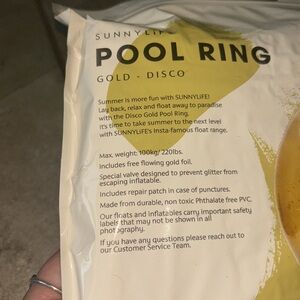 SUNNYLIFE
POOL RING
GOLD - DISCO
Summer is more fun with SUNNYLIFE!
Lay back, relax and float away to paradise
with the Disco Gold Pool Ring.
It's time to take summer to the next level
with SUNNYLIFE's Insta-famous float range.
Max. weight: 100kg/ 220lbs.
Includes free flowing gold foil.
Special valve designed to prevent glitter from
escaping inflatable.
Includes repair patch in case of punctures.
Made from durable, non toxic Phthalate free PVC.
Our floats and inflatables carry important safety
labels that may not be shown in all
photography.
If you have any questions please reach out to
our Customer Service Team.